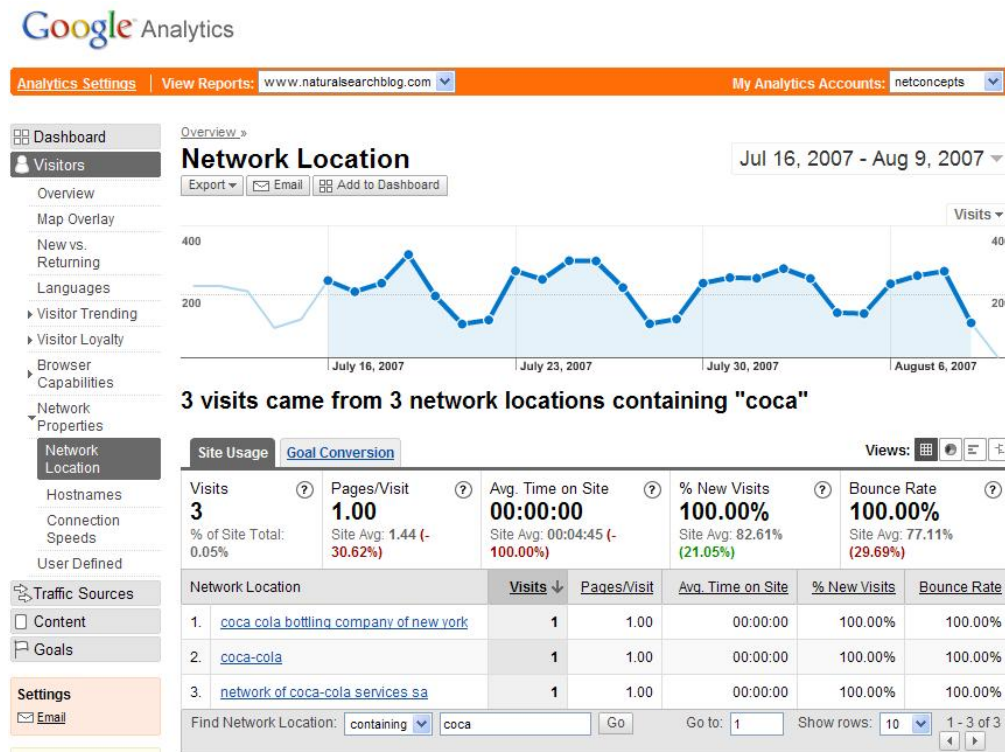 Google Analytics
Analytics Settings | View Reports: www.naturalsearchblog.com My Analytics Accounts: netconcepts
Dashboard
Visitors
Overview
Map Overlay
New vs.
Returning
Languages
Visitor Trending
Visitor Loyalty
Browser
Capabilities
Network
Properties
Network
Location
Hostnames
Connection
Speeds
User Defined
Traffic Sources
Content
Goals
Settings
Email
Overview »
Network Location
Jul 16, 2007 - Aug 9, 2007
Export Email Add to Dashboard
Visits
400 40
200 20
July 16, 2007 July 23, 2007 July 30, 2007 August 6, 2007
3 visits came from 3 network locations containing "coca"
Site Usage Goal Conversion Views:
Visits ? Pages/Visit ? Avg. Time on Site ? % New Visits ? Bounce Rate ?
3 1.00 00:00:00 100.00% 100.00%
% of Site Total: Site Avg: 1.44 (- Site Avg: 00:04:45 (- Site Avg: 82.61% Site Avg: 77.11%
0.05% 30.62%) 100.00%) (21.05%) (29.69%)
Network Location Visits ↓ Pages/Visit Avg. Time on Site % New Visits Bounce Rate
1. coca cola bottling company of new york 1 1.00 00:00:00 100.00% 100.00%
2. coca-cola 1 1.00 00:00:00 100.00% 100.00%
3. network of coca-cola services sa 1 1.00 00:00:00 100.00% 100.00%
Find Network Location: containing coca Go Go to: 1 Show rows: 10 1 - 3 of 3